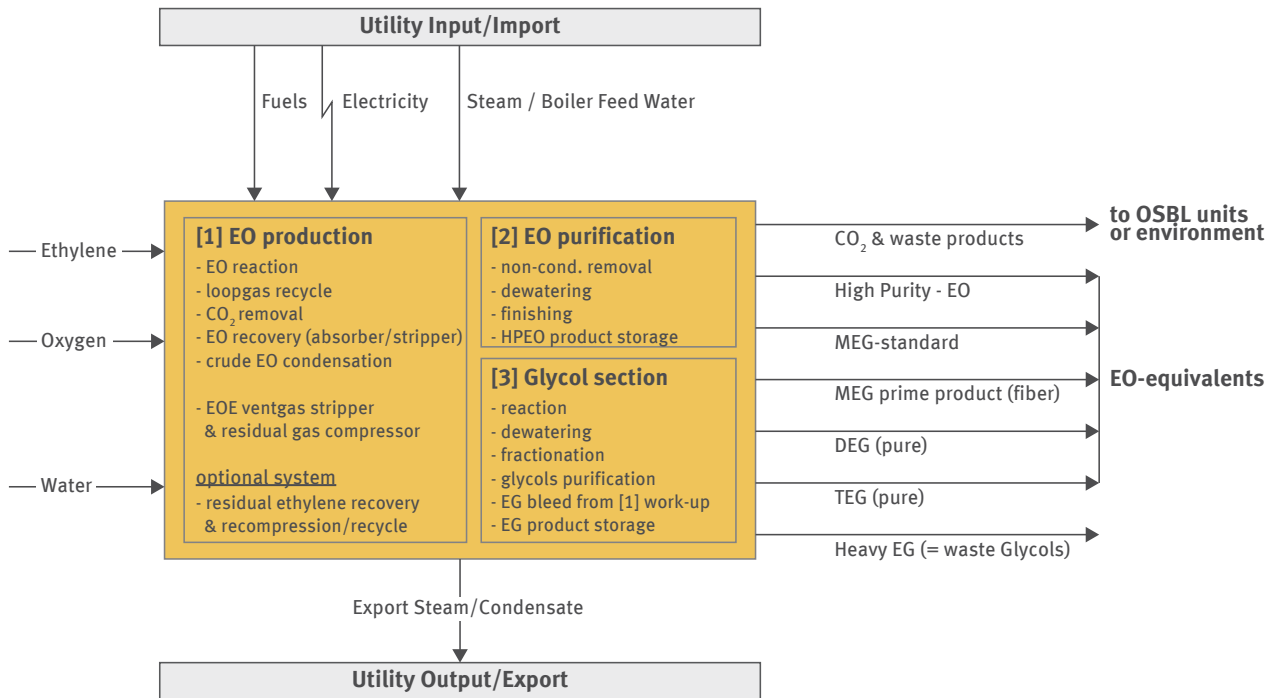 Utility Input/Import
Fuels
Electricity
Steam / Boiler Feed Water
Ethylene
Oxygen
Water
[1] EO production
- EO reaction
- loopgas recycle
- CO₂ removal
- EO recovery (absorber/stripper)
- crude EO condensation
- EOE ventgas stripper
& residual gas compressor
optional system
- residual ethylene recovery
& recompression/recycle
[2] EO purification
- non-cond. removal
- dewatering
- finishing
- HPEO product storage
[3] Glycol section
- reaction
- dewatering
- fractionation
- glycols purification
- EG bleed from [1] work-up
- EG product storage
CO₂ & waste products
to OSBL units
or environment
High Purity - EO
MEG-standard
MEG prime product (fiber)
DEG (pure)
TEG (pure)
EO-equivalents
Heavy EG (= waste Glycols)
Export Steam/Condensate
Utility Output/Export